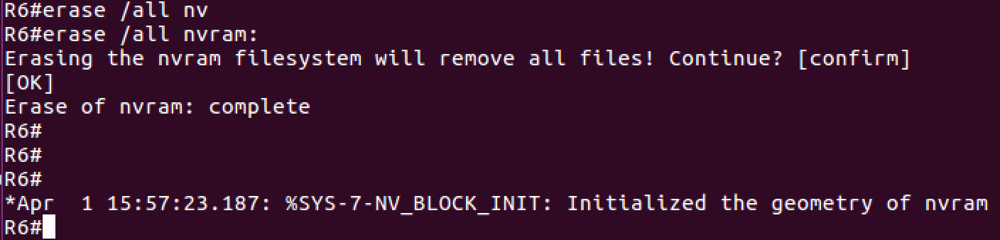 R6#erase /all nv
R6#erase /all nvram:
Erasing the nvram filesystem will remove all files! Continue? [confirm]
[OK]
Erase of nvram: complete
R6#
R6#
R6#
*Apr  1 15:57:23.187: %SYS-7-NV_BLOCK_INIT: Initialized the geometry of nvram
R6#